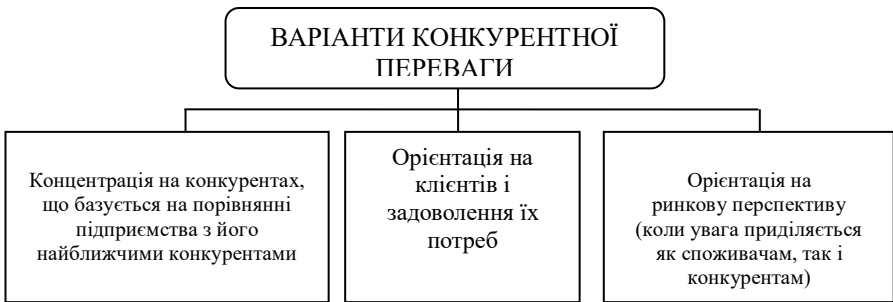 ВАРІАНТИ КОНКУРЕНТНОЇ
ПЕРЕВАГИ
Концентрація на конкурентах,
що базується на порівнянні
підприємства з його
найближчими конкурентами
Орієнтація на
клієнтів і
задоволення їх
потреб
Орієнтація на
ринкову перспективу
(коли увага приділяється
як споживачам, так і
конкурентам)